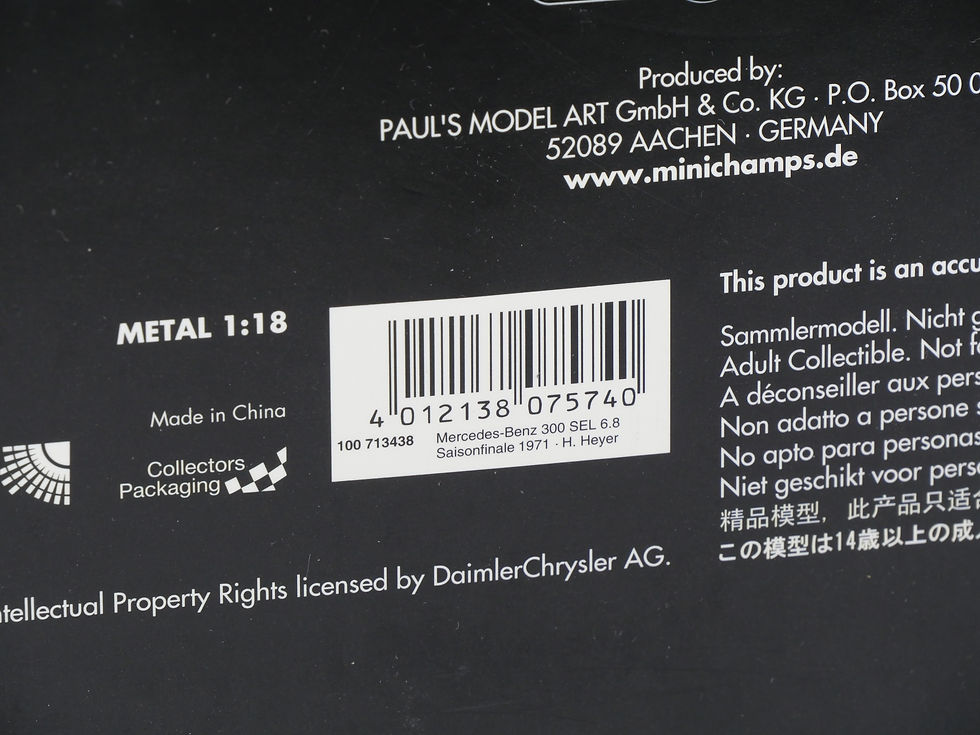 Produced by:
PAUL'S MODEL ART GmbH & Co. KG · P.O. Box 50 0
52089 AACHEN · GERMANY
www.minichamps.de
METAL 1:18
Made in China
Collectors
Packaging
4 012138 075740
100 713438
Mercedes-Benz 300 SEL 6.8
Saisonfinale 1971 · H. Heyer
This product is an accu
Sammlermodell. Nicht g
Adult Collectible. Not fo
A déconseiller aux pers
Non adatto a persone s
No apto para personas
Niet geschikt voor perso
精品模型，此产品只适合
この模型は14歳以上の成人
ntellectual Property Rights licensed by DaimlerChrysler AG.